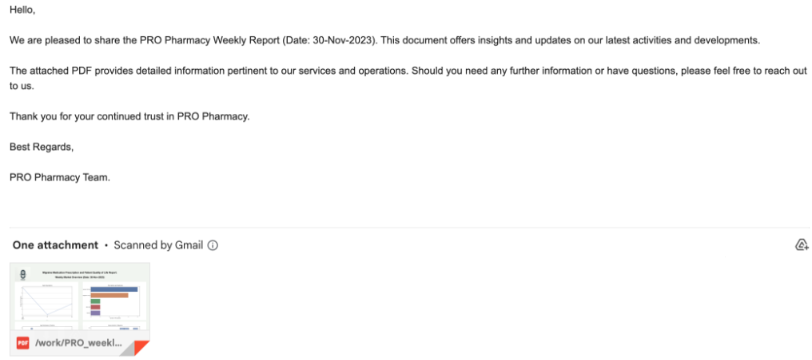 Hello,
We are pleased to share the PRO Pharmacy Weekly Report (Date: 30-Nov-2023). This document offers insights and updates on our latest activities and developments.
The attached PDF provides detailed information pertinent to our services and operations. Should you need any further information or have questions, please feel free to reach out
to us.
Thank you for your continued trust in PRO Pharmacy.
Best Regards,
PRO Pharmacy Team.
One attachment • Scanned by Gmail
PDF /work/PRO_weekl...